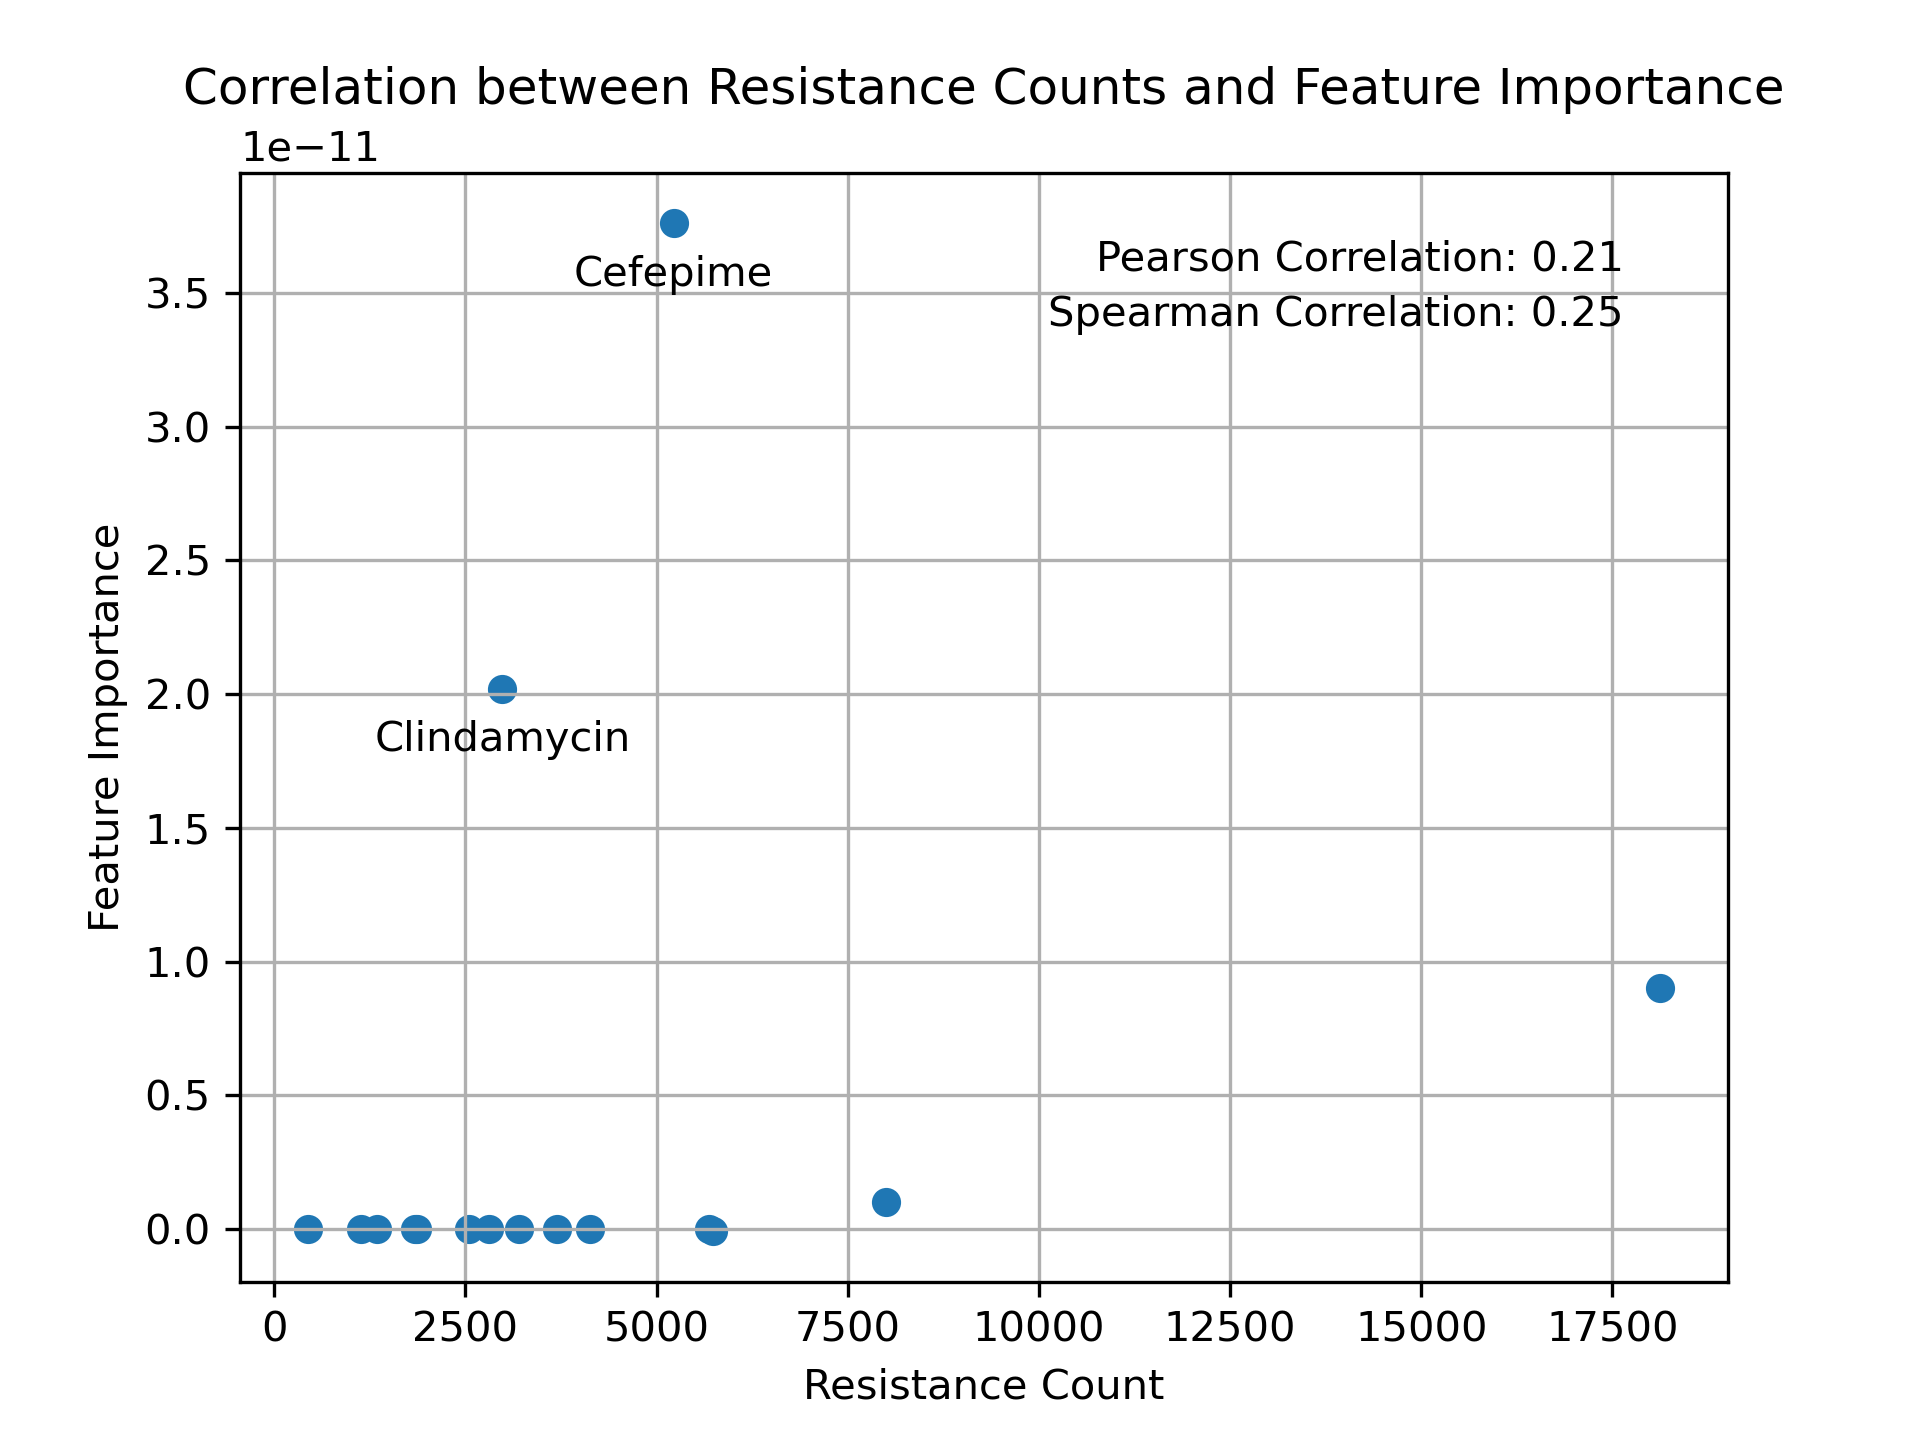 Correlation between Resistance Counts and Feature Importance
1e−11
Cefepime
Pearson Correlation: 0.21
Spearman Correlation: 0.25
Clindamycin
Feature Importance
3.5
3.0
2.5
2.0
1.5
1.0
0.5
0.0
0 2500 5000 7500 10000 12500 15000 17500
Resistance Count